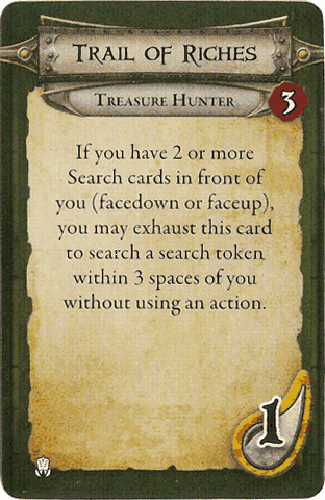 TRAIL OF RICHES
TREASURE HUNTER
3
If you have 2 or more
Search cards in front of
you (facedown or faceup),
you may exhaust this card
to search a search token
within 3 spaces of you
without using an action.
1